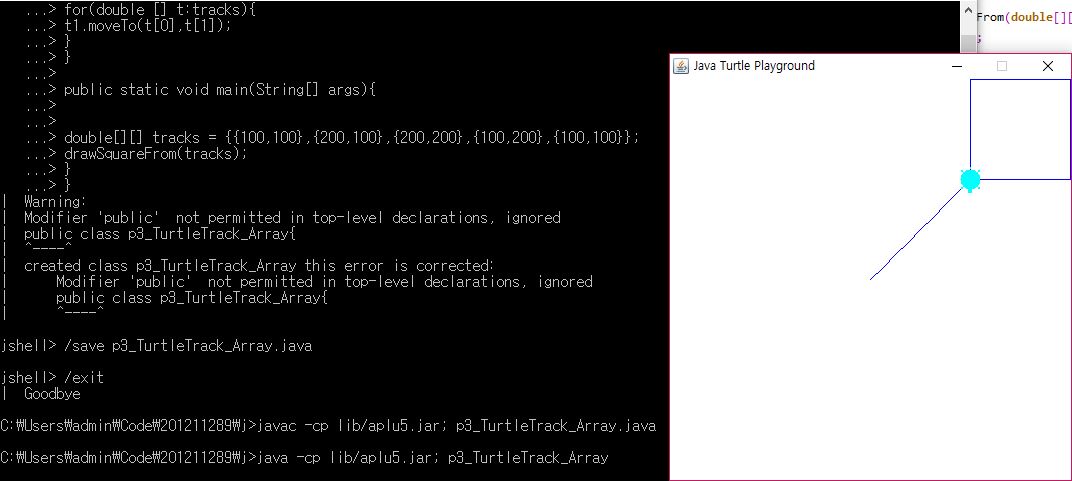 ...> for(double [] t:tracks){
...> t1.moveTo(t[0],t[1]);
...> }
...> }
...>
...> public static void main(String[] args){
...>
...>
...> double[][] tracks = {{100,100},{200,100},{200,200},{100,200},{100,100}};
...> drawSquareFrom(tracks);
...> }
...> }
|  Warning:
|  Modifier 'public'  not permitted in top-level declarations, ignored
|  public class p3_TurtleTrack_Array{
|  ^----^
|  created class p3_TurtleTrack_Array this error is corrected:
|      Modifier 'public'  not permitted in top-level declarations, ignored
|      public class p3_TurtleTrack_Array{
|      ^----^
jshell> /save p3_TurtleTrack_Array.java
jshell> /exit
|  Goodbye
C:₩Users₩admin₩Code₩201211289₩j>javac -cp lib/aplu5.jar; p3_TurtleTrack_Array.java
C:₩Users₩admin₩Code₩201211289₩j>java -cp lib/aplu5.jar; p3_TurtleTrack_Array
From(double[][
;
Java Turtle Playground